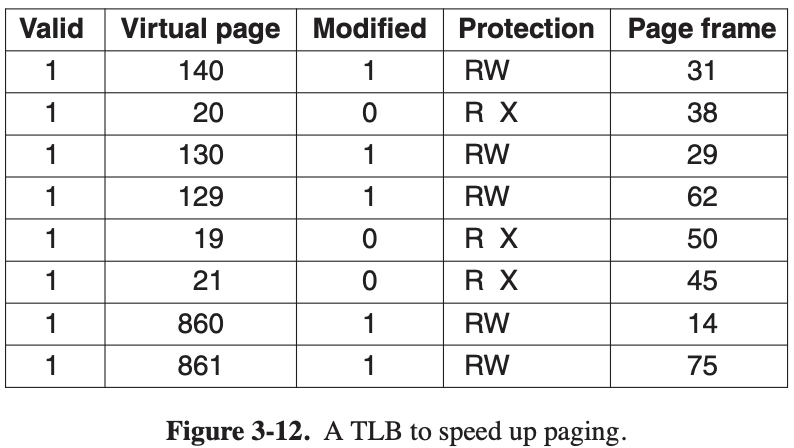 Valid Virtual page Modified Protection Page frame
1 140 1 RW 31
1 20 0 R X 38
1 130 1 RW 29
1 129 1 RW 62
1 19 0 R X 50
1 21 0 R X 45
1 860 1 RW 14
1 861 1 RW 75
Figure 3-12. A TLB to speed up paging.